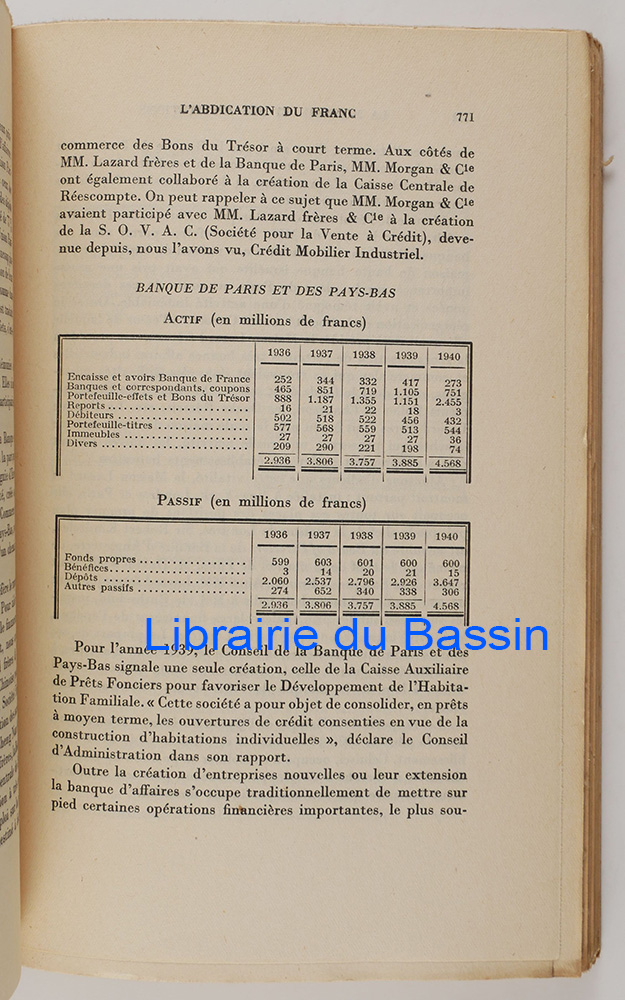 L'ABDICATION DU FRANC 771
commerce des Bons du Trésor à court terme. Aux côtés de
MM. Lazard frères et de la Banque de Paris, MM. Morgan & Cie
ont également collaboré à la création de la Caisse Centrale de
Réescompte. On peut rappeler à ce sujet que MM. Morgan & Cie
avaient participé avec MM. Lazard frères & Cie à la création
de la S. O. V. A. C. (Société pour la Vente à Crédit), deve-
nue depuis, nous l'avons vu, Crédit Mobilier Industriel.
BANQUE DE PARIS ET DES PAYS-BAS
ACTIF (en millions de francs)
1936 1937 1938 1939 1940
Encaisse et avoirs Banque de France 252 344 332 417 273
Banques et correspondants, coupons 465 851 719 1.105 751
Portefeuille-effets et Bons du Trésor 888 1.187 1.355 1.151 2.455
Reports 16 21 22 18 3
Débiteurs 502 518 522 456 432
Portefeuille-titres 577 568 559 513 544
Immeubles 27 27 27 27 36
Divers 209 290 221 198 74
2.936 3.806 3.757 3.885 4.568
PASSIF (en millions de francs)
1936 1937 1938 1939 1940
Fonds propres 599 603 601 600 600
Bénéfices 3 14 20 21 15
Dépôts 2.060 2.537 2.796 2.926 3.647
Autres passifs 274 652 340 338 306
2.936 3.806 3.757 3.885 4.568
Librairie du Bassin
Pour l'année 1939, le Conseil de la Banque de Paris et des
Pays-Bas signale une seule création, celle de la Caisse Auxiliaire
de Prêts Fonciers pour favoriser le Développement de l'Habita-
tion Familiale. « Cette société a pour objet de consolider, en prêts
à moyen terme, les ouvertures de crédit consenties en vue de la
construction d'habitations individuelles », déclare le Conseil
d'Administration dans son rapport.
Outre la création d'entreprises nouvelles ou leur extension
la banque d'affaires s'occupe traditionnellement de mettre sur
pied certaines opérations financières importantes, le plus sou-